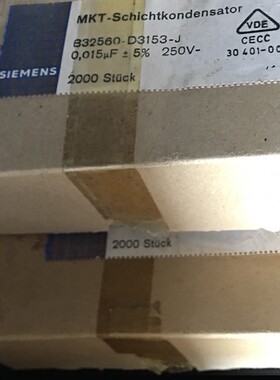 MKT-Schichtkondensator
B32560-D3153-J
0,015µF ± 5% 250V-
2000 Stück
SIEMENS
VDE
CECC
30 401-00
2000 Stück